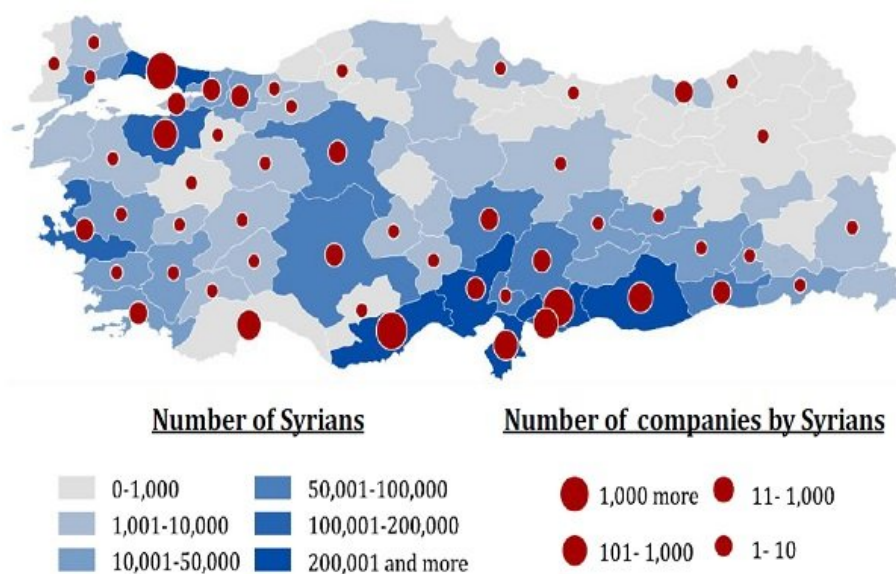 Number of Syrians
0-1,000
1,001-10,000
10,001-50,000
50,001-100,000
100,001-200,000
200,001 and more
Number of companies by Syrians
1,000 more
101- 1,000
11- 1,000
1- 10